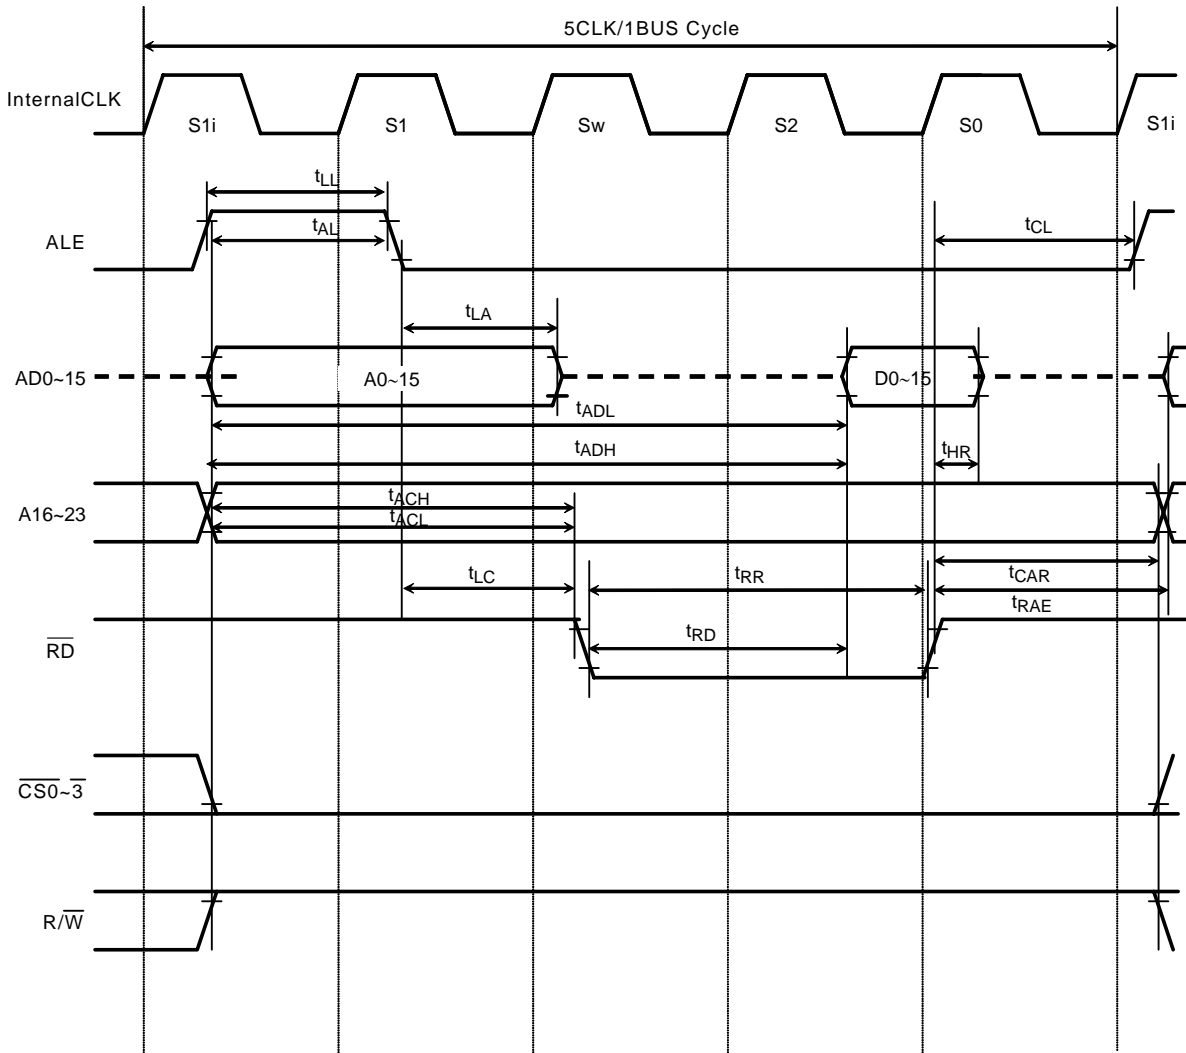 5CLK/1BUS Cycle
InternalCLK
S1i S1 Sw S2 S0 S1i
tLL
ALE
tAL
tCL
tLA
AD0~15
A0~15
D0~15
tADL
tADH
tHR
A16~23
tACH
tACL
tLC
tRR
tCAR
tRAE
RD
tRD
CS0~3
R/W